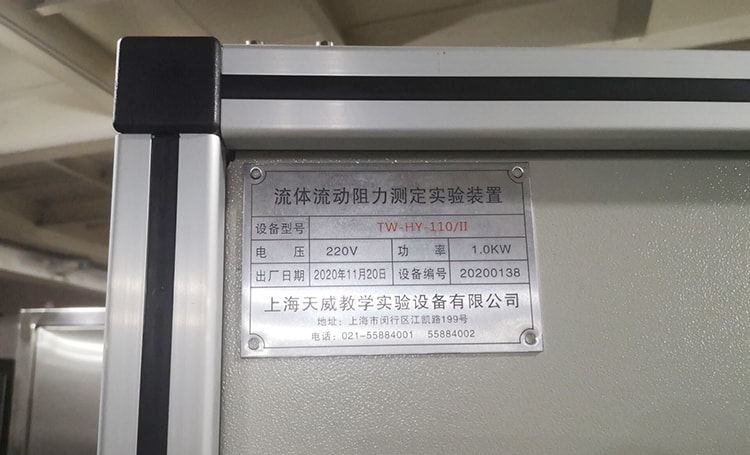 流体流动阻力测定实验装置
设备型号 TW-HY-110/II
电压 220V 功率 1.0KW
出厂日期 2020年11月20日 设备编号 20200138
上海天威教学实验设备有限公司
地址：上海市闵行区江凯路199号
电话：021-55884001 55884002